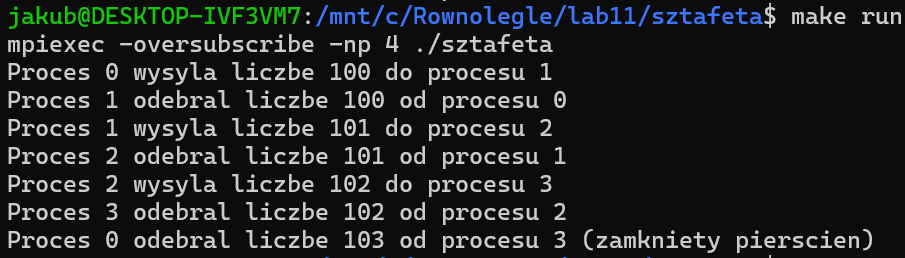 jakub@DESKTOP-IVF3VM7:/mnt/c/Rownolegle/lab11/sztafeta$ make run
mpiexec -oversubscribe -np 4 ./sztafeta
Proces 0 wysyla liczbe 100 do procesu 1
Proces 1 odebral liczbe 100 od procesu 0
Proces 1 wysyla liczbe 101 do procesu 2
Proces 2 odebral liczbe 101 od procesu 1
Proces 2 wysyla liczbe 102 do procesu 3
Proces 3 odebral liczbe 102 od procesu 2
Proces 0 odebral liczbe 103 od procesu 3 (zamkniety pierscien)